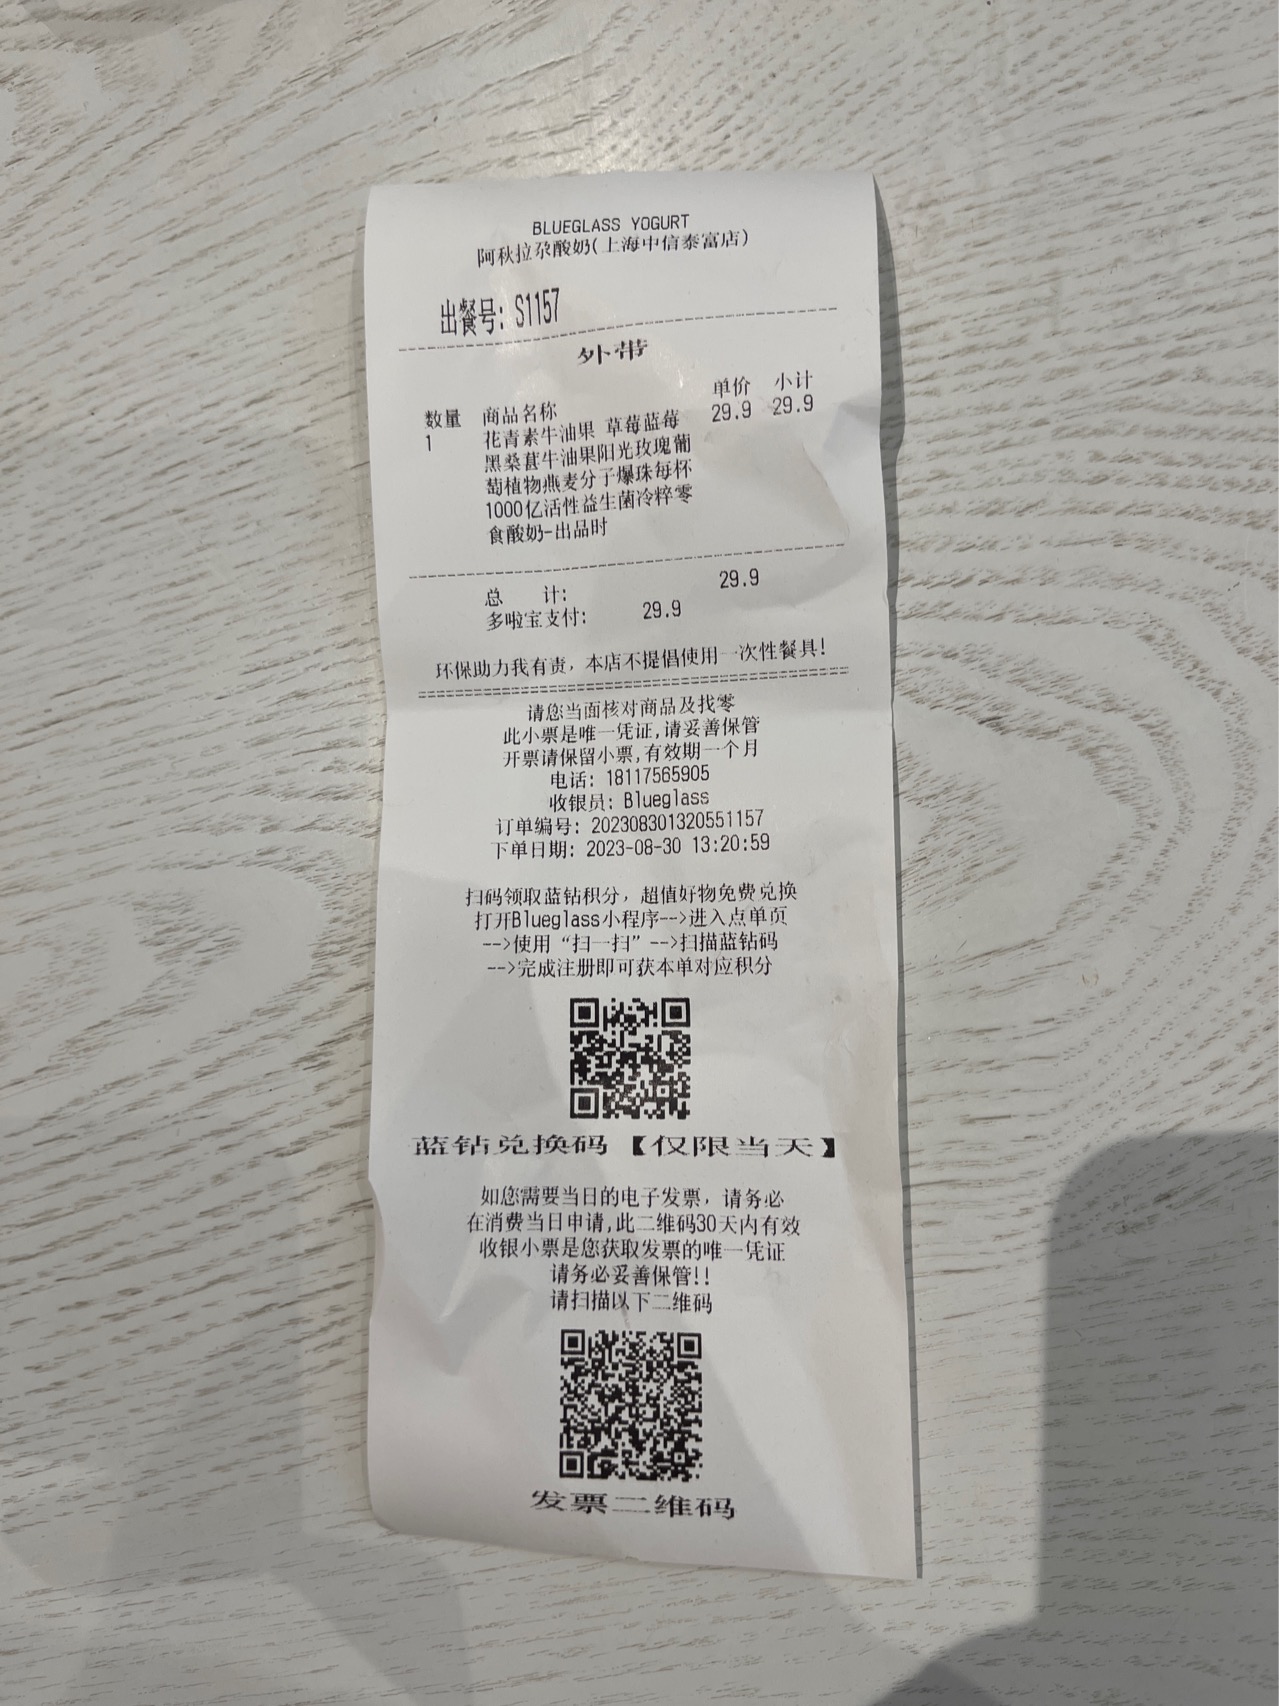 BLUEGLASS YOGURT
阿秋拉尕酸奶(上海中信泰富店)
出餐号: S1157
外带
数量 商品名称 单价 小计
1 花青素牛油果 草莓蓝莓 29.9 29.9
黑桑葚牛油果阳光玫瑰葡
萄植物燕麦分子爆珠每杯
1000亿活性益生菌冷粹零
食酸奶-出品时
总 计: 29.9
多啦宝支付: 29.9
环保助力我有责，本店不提倡使用一次性餐具!
请您当面核对商品及找零
此小票是唯一凭证,请妥善保管
开票请保留小票,有效期一个月
电话: 18117565905
收银员: Blueglass
订单编号: 202308301320551157
下单日期: 2023-08-30 13:20:59
扫码领取蓝钻积分，超值好物免费兑换
打开Blueglass小程序-->进入点单页
-->使用“扫一扫”-->扫描蓝钻码
-->完成注册即可获本单对应积分
蓝钻兑换码【仅限当天】
如您需要当日的电子发票，请务必
在消费当日申请,此二维码30天内有效
收银小票是您获取发票的唯一凭证
请务必妥善保管!!
请扫描以下二维码
发票二维码